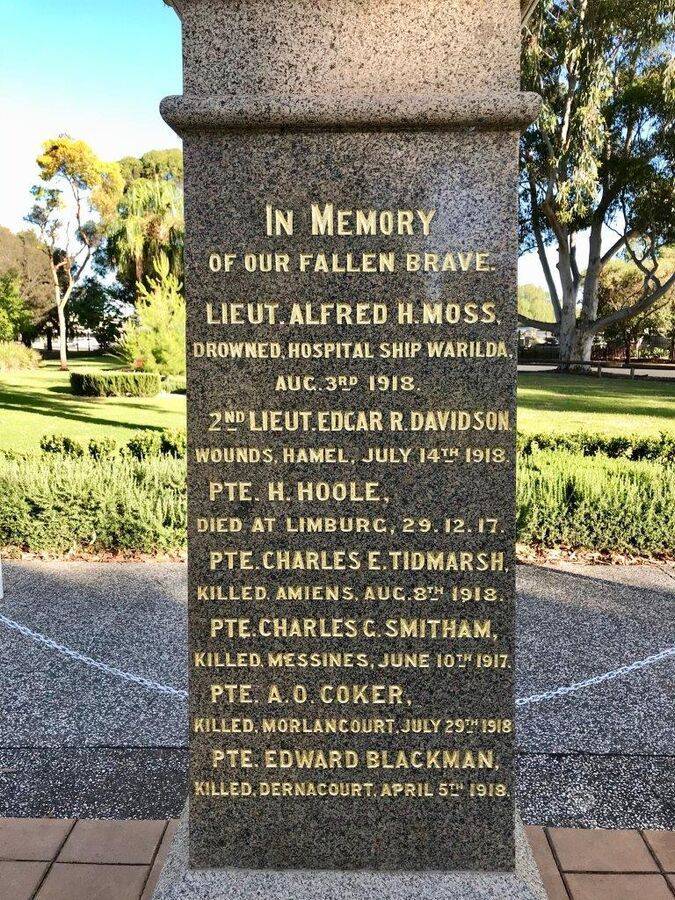 IN MEMORY
OF OUR FALLEN BRAVE.
LIEUT. ALFRED H. MOSS.
DROWNED, HOSPITAL SHIP WARILDA.
AUG. 3RD 1918.
2ND LIEUT. EDGAR R. DAVIDSON
WOUNDS, HAMEL, JULY 14TH 1918.
PTE. H. HOOLE,
DIED AT LIMBURG, 29.12.17.
PTE. CHARLES E. TIDMARSH,
KILLED, AMIENS, AUG. 8TH 1918.
PTE. CHARLES G. SMITHAM,
KILLED, MESSINES, JUNE 10TH 1917.
PTE. A.O. COKER,
KILLED, MORLANCOURT, JULY 29TH 1918
PTE. EDWARD BLACKMAN,
KILLED, DERNACOURT, APRIL 5TH 1918.